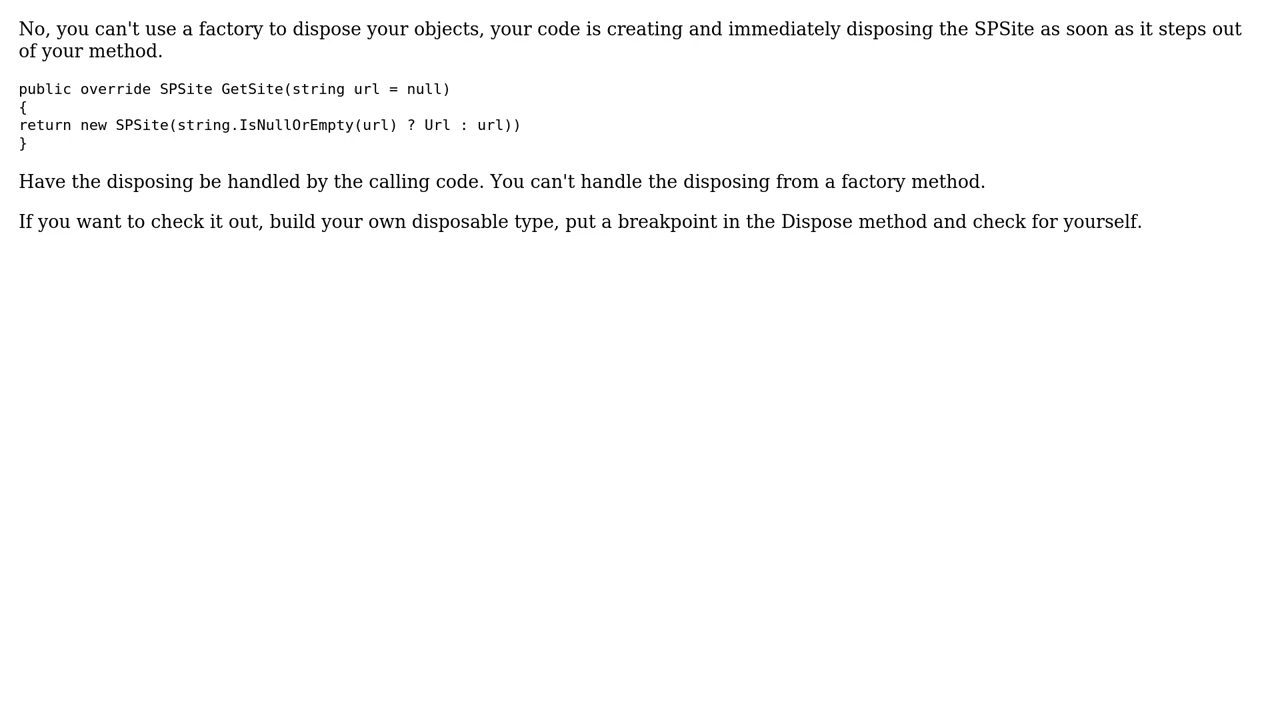 No, you can't use a factory to dispose your objects, your code is creating and immediately disposing the SPSite as soon as it steps out
of your method.
public override SPSite GetSite(string url = null)
{
return new SPSite(string.IsNullOrEmpty(url) ? Url : url))
}
Have the disposing be handled by the calling code. You can't handle the disposing from a factory method.
If you want to check it out, build your own disposable type, put a breakpoint in the Dispose method and check for yourself.